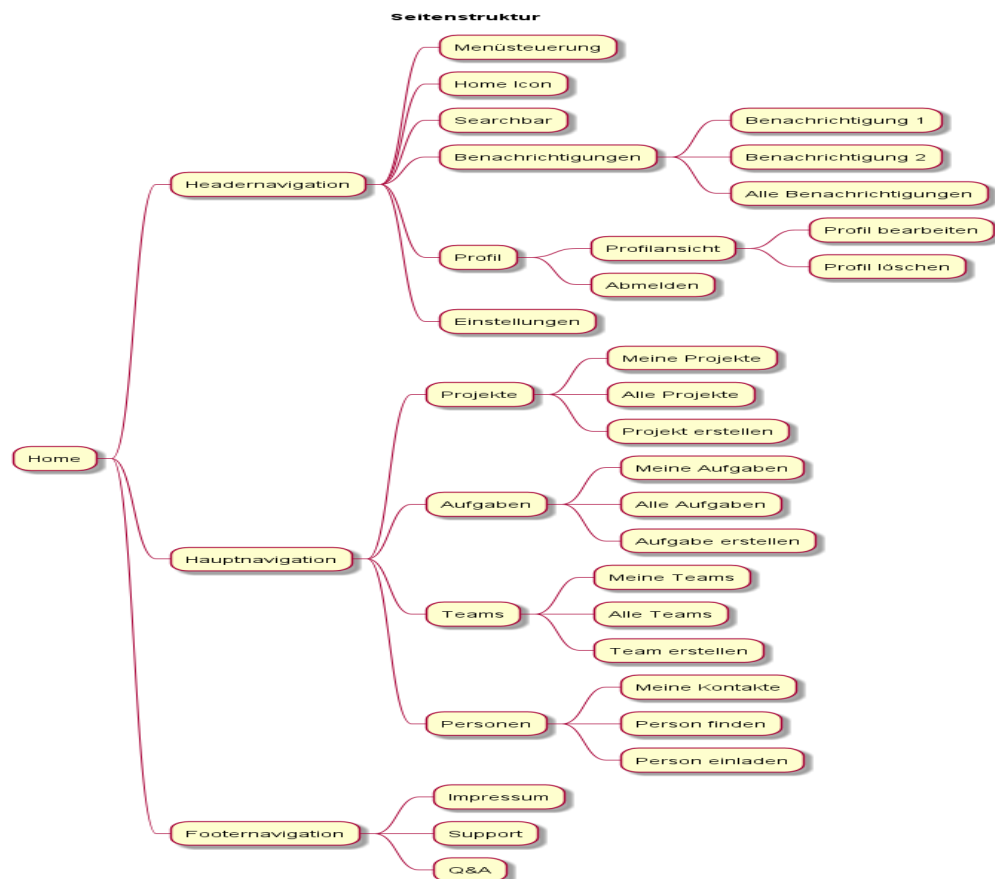 Seitenstruktur
Home
Headernavigation
Menüsteuerung
Home Icon
Searchbar
Benachrichtigungen
Benachrichtigung 1
Benachrichtigung 2
Alle Benachrichtigungen
Profil
Profilansicht
Profil bearbeiten
Profil löschen
Abmelden
Einstellungen
Hauptnavigation
Projekte
Meine Projekte
Alle Projekte
Projekt erstellen
Aufgaben
Meine Aufgaben
Alle Aufgaben
Aufgabe erstellen
Teams
Meine Teams
Alle Teams
Team erstellen
Personen
Meine Kontakte
Person finden
Person einladen
Footernavigation
Impressum
Support
Q&A